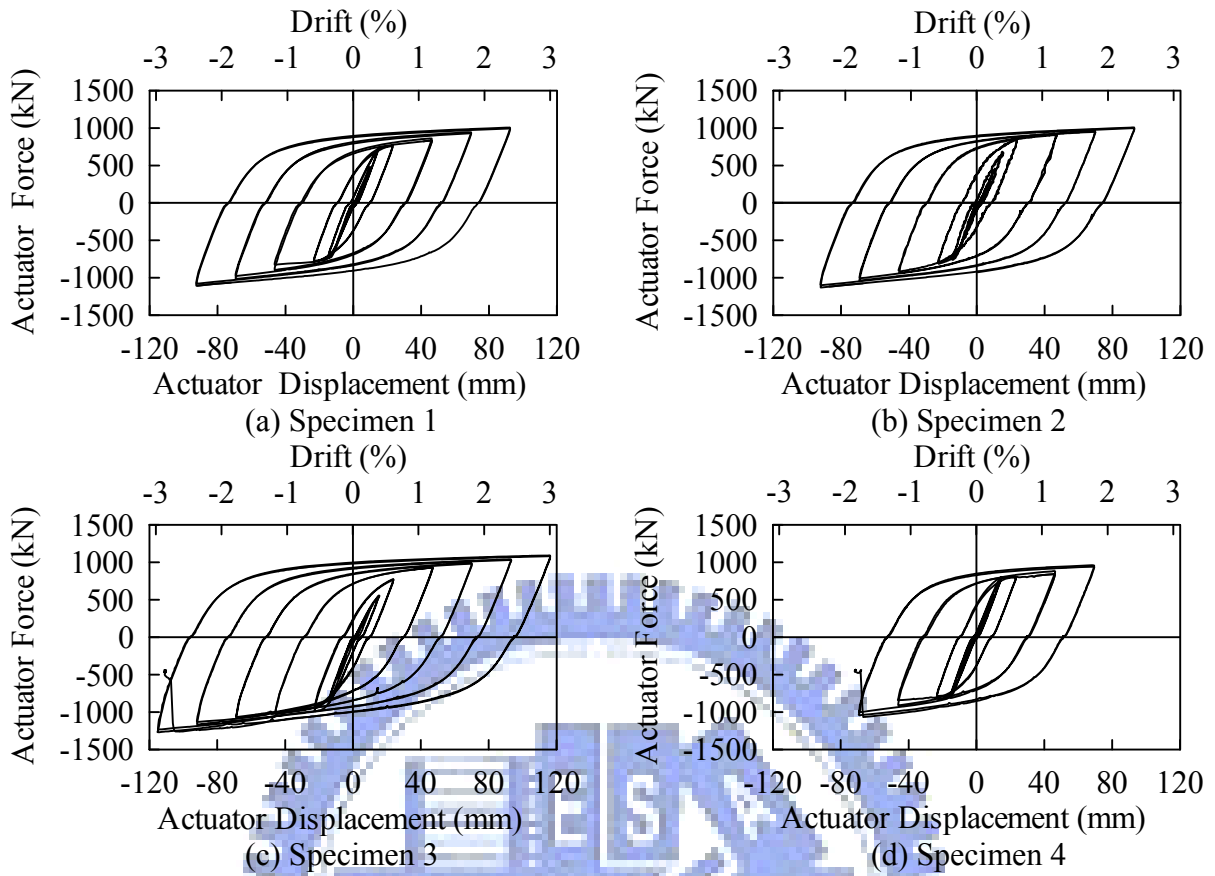 Drift (%)
-3 -2 -1 0 1 2 3
1500
1000
500
0
-500
-1000
-1500
Actuator Force (kN)
-120 -80 -40 0 40 80 120
Actuator Displacement (mm)
(a) Specimen 1
Drift (%)
-3 -2 -1 0 1 2 3
1500
1000
500
0
-500
-1000
-1500
Actuator Force (kN)
-120 -80 -40 0 40 80 120
Actuator Displacement (mm)
(b) Specimen 2
Drift (%)
-3 -2 -1 0 1 2 3
1500
1000
500
0
-500
-1000
-1500
Actuator Force (kN)
-120 -80 -40 0 40 80 120
Actuator Displacement (mm)
(c) Specimen 3
Drift (%)
-3 -2 -1 0 1 2 3
1500
1000
500
0
-500
-1000
-1500
Actuator Force (kN)
-120 -80 -40 0 40 80 120
Actuator Displacement (mm)
(d) Specimen 4
E S